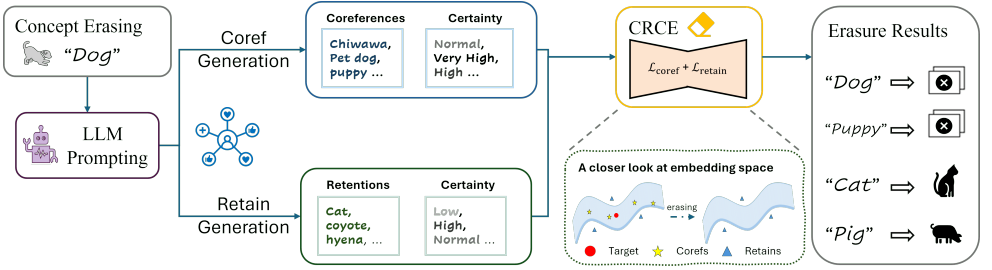 Concept Erasing
“Dog”
LLM
Prompting
Coref
Generation
Retain
Generation
Coreferences
Certainty
Chiwawa,
Pet dog,
puppy ...
Normal,
Very High,
High ...
Retentions
Certainty
Cat,
coyote,
hyena, ...
Low,
High,
Normal ...
CRCE
ℒcoref + ℒretain
A closer look at embedding space
erasing
Target
Corefs
Retains
Erasure Results
“Dog”
“Puppy”
“Cat”
“Pig”